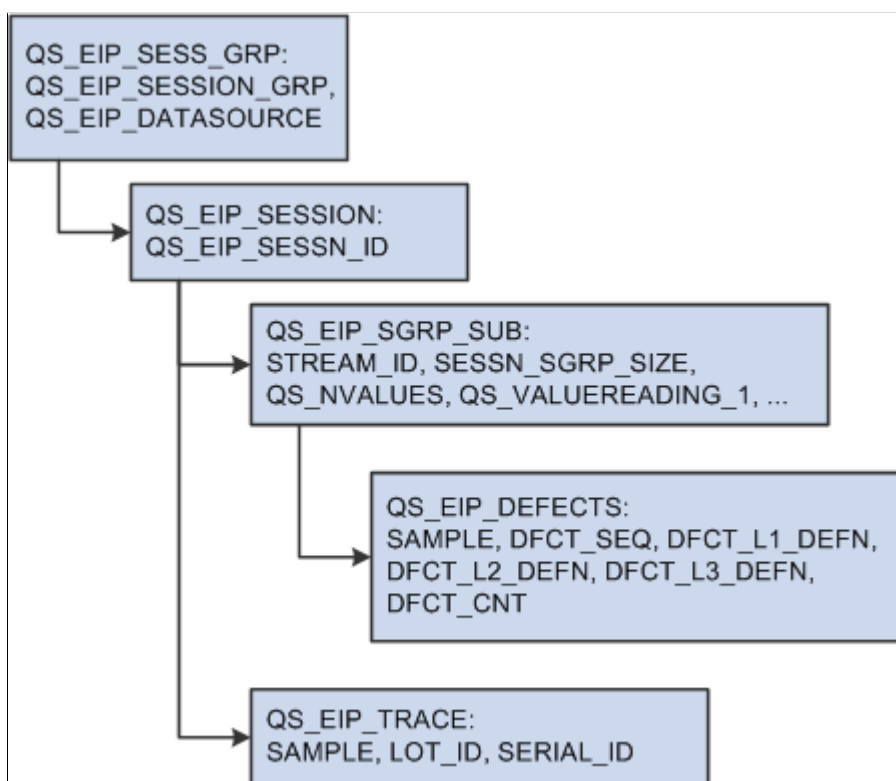 QS_EIP_SESS_GRP:
QS_EIP_SESSION_GRP,
QS_EIP_DATASOURCE
QS_EIP_SESSION:
QS_EIP_SESSN_ID
QS_EIP_SGRP_SUB:
STREAM_ID, SESSN_SGRP_SIZE,
QS_NVALUES, QS_VALUEREADING_1, ...
QS_EIP_DEFECTS:
SAMPLE, DFCT_SEQ, DFCT_L1_DEFN,
DFCT_L2_DEFN, DFCT_L3_DEFN,
DFCT_CNT
QS_EIP_TRACE:
SAMPLE, LOT_ID, SERIAL_ID